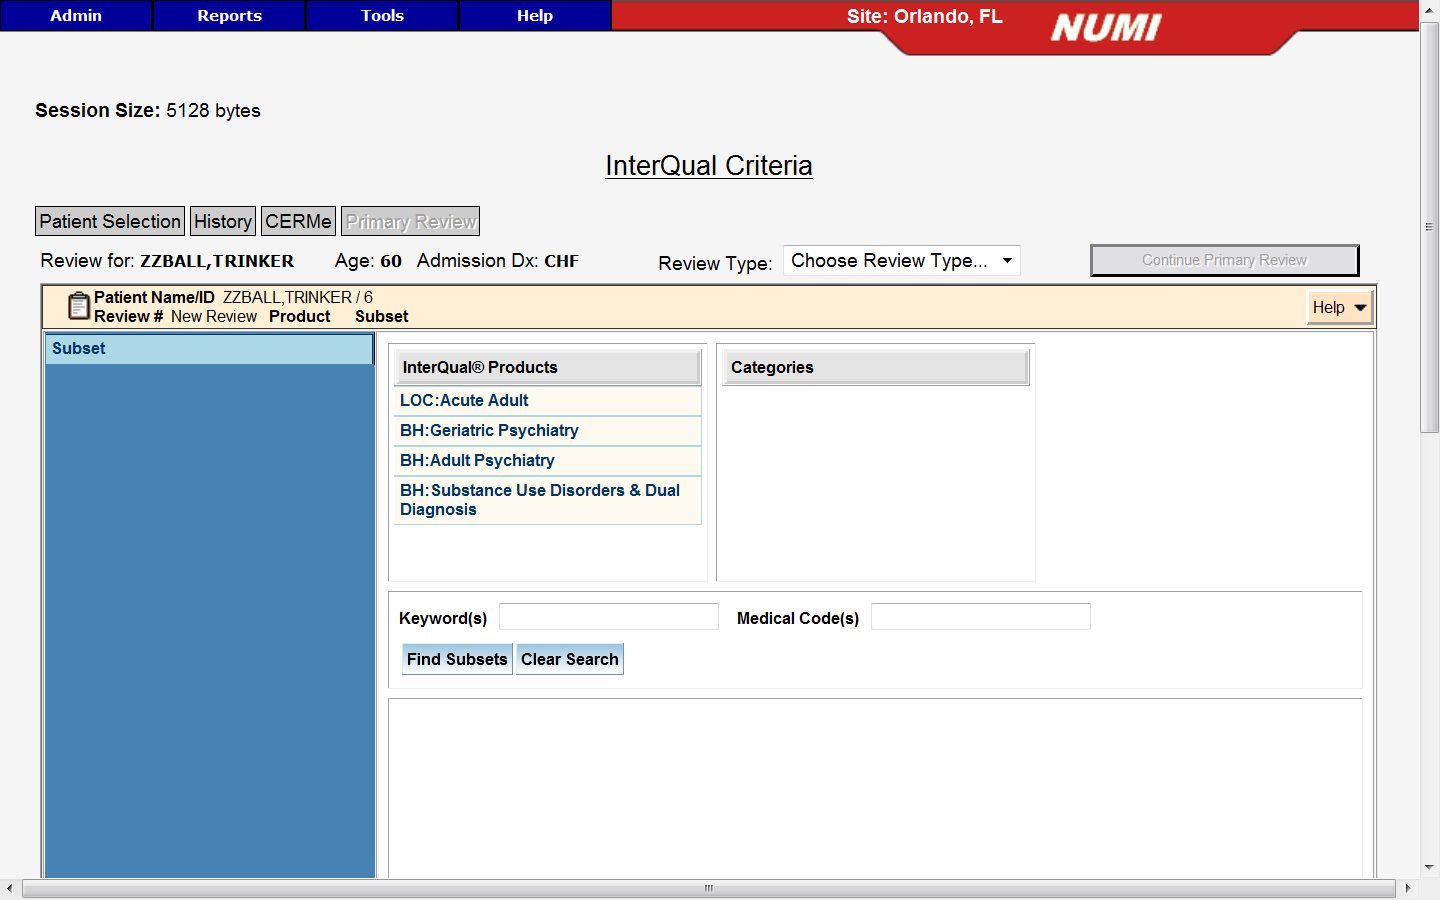 Admin Reports Tools Help Site: Orlando, FL NUMI
Session Size: 5128 bytes
InterQual Criteria
Patient Selection History CERMe Primary Review
Review for: ZZBALL,TRINKER Age: 60 Admission Dx: CHF Review Type: Choose Review Type... Continue Primary Review
Patient Name/ID ZZBALL,TRINKER / 6
Review # New Review Product Subset
Help
Subset
InterQual® Products
LOC:Acute Adult
BH:Geriatric Psychiatry
BH:Adult Psychiatry
BH:Substance Use Disorders & Dual
Diagnosis
Categories
Keyword(s) Medical Code(s)
Find Subsets Clear Search